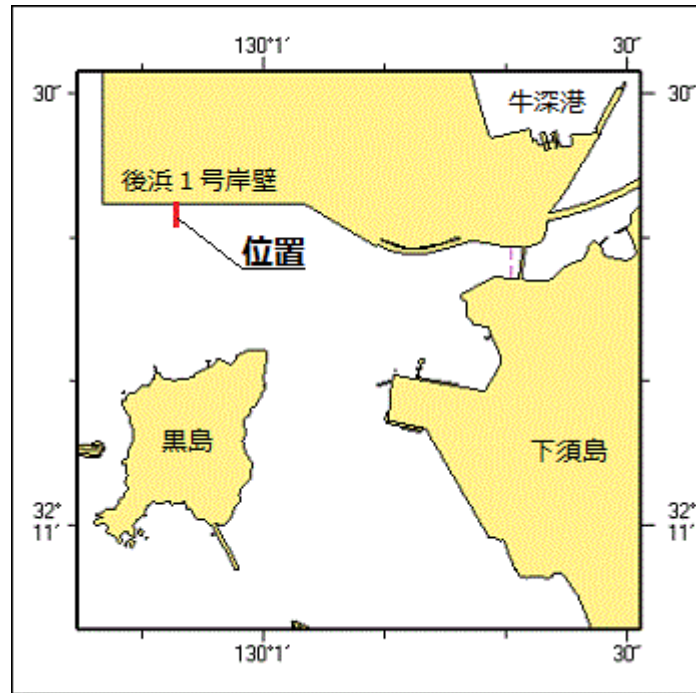 130°1′ 30″
30″ 牛深港 30″
後浜１号岸壁
位置
黒島 下須島
32° 32°
11′ 11′
130°1′ 30″